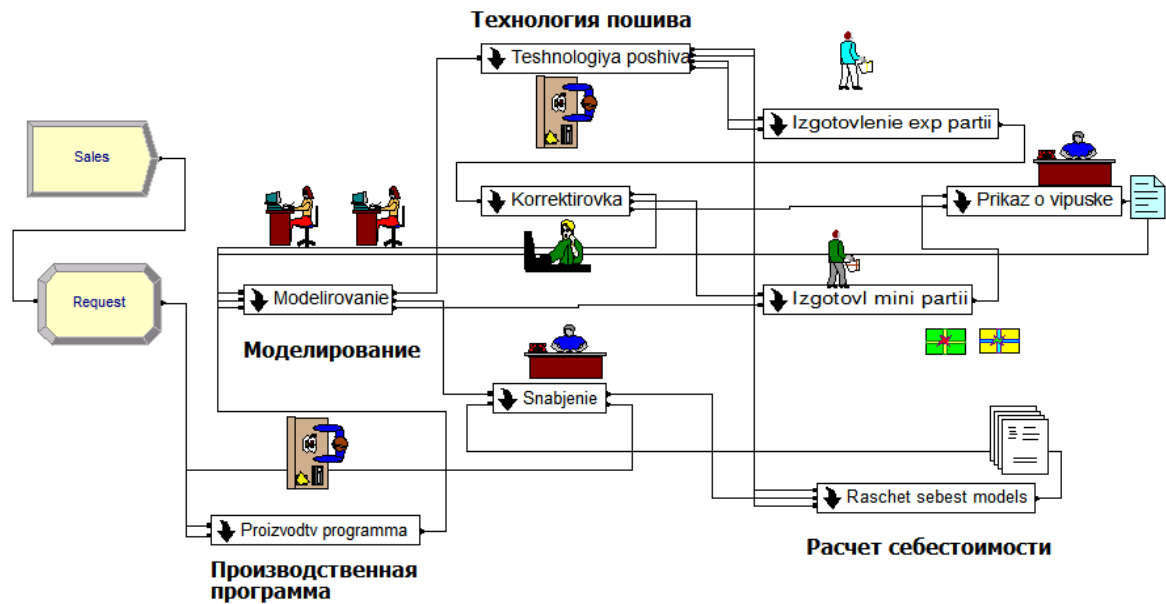 Технология пошива
Teshnologiya poshiva
Izgotovlenie exp partii
Sales
Korrektirovka
Prikaz o vipuske
Request
Modelirovanie
Izgotovl mini partii
Моделирование
Snabjenie
Raschet sebest models
Proizvodtv programma
Расчет себестоимости
Производственная
программа